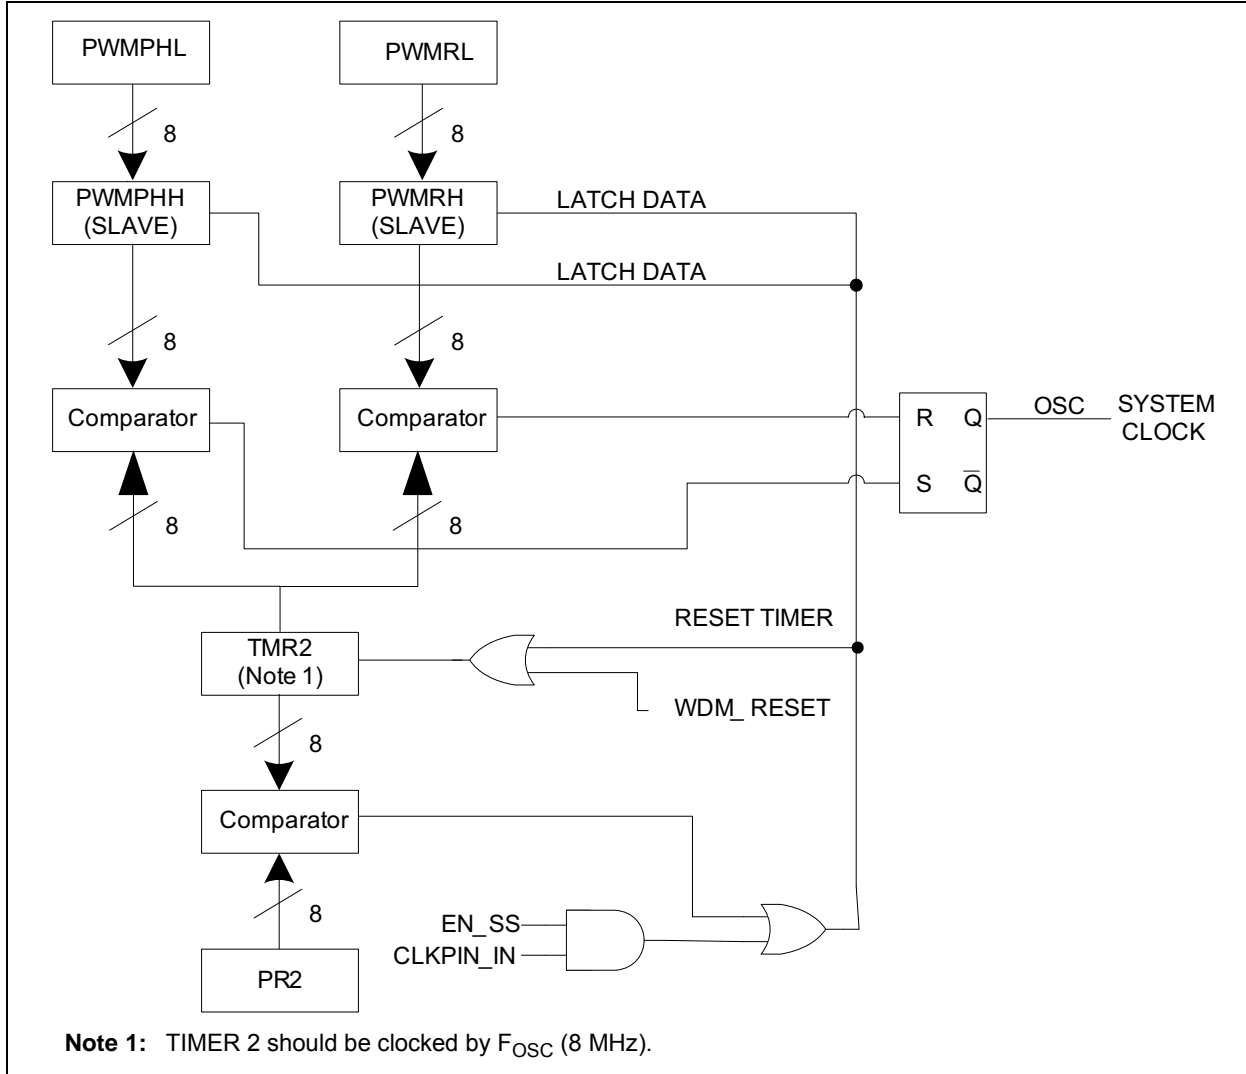 PWMPHL
PWMRL
8
8
PWMPHH
(SLAVE)
PWMRH
(SLAVE)
LATCH DATA
LATCH DATA
8
8
Comparator
Comparator
R Q
S Q̅
OSC
SYSTEM
CLOCK
8
8
RESET TIMER
TMR2
(Note 1)
WDM_ RESET
8
Comparator
8
EN_SS
CLKPIN_IN
PR2
Note 1: TIMER 2 should be clocked by FOSC (8 MHz).